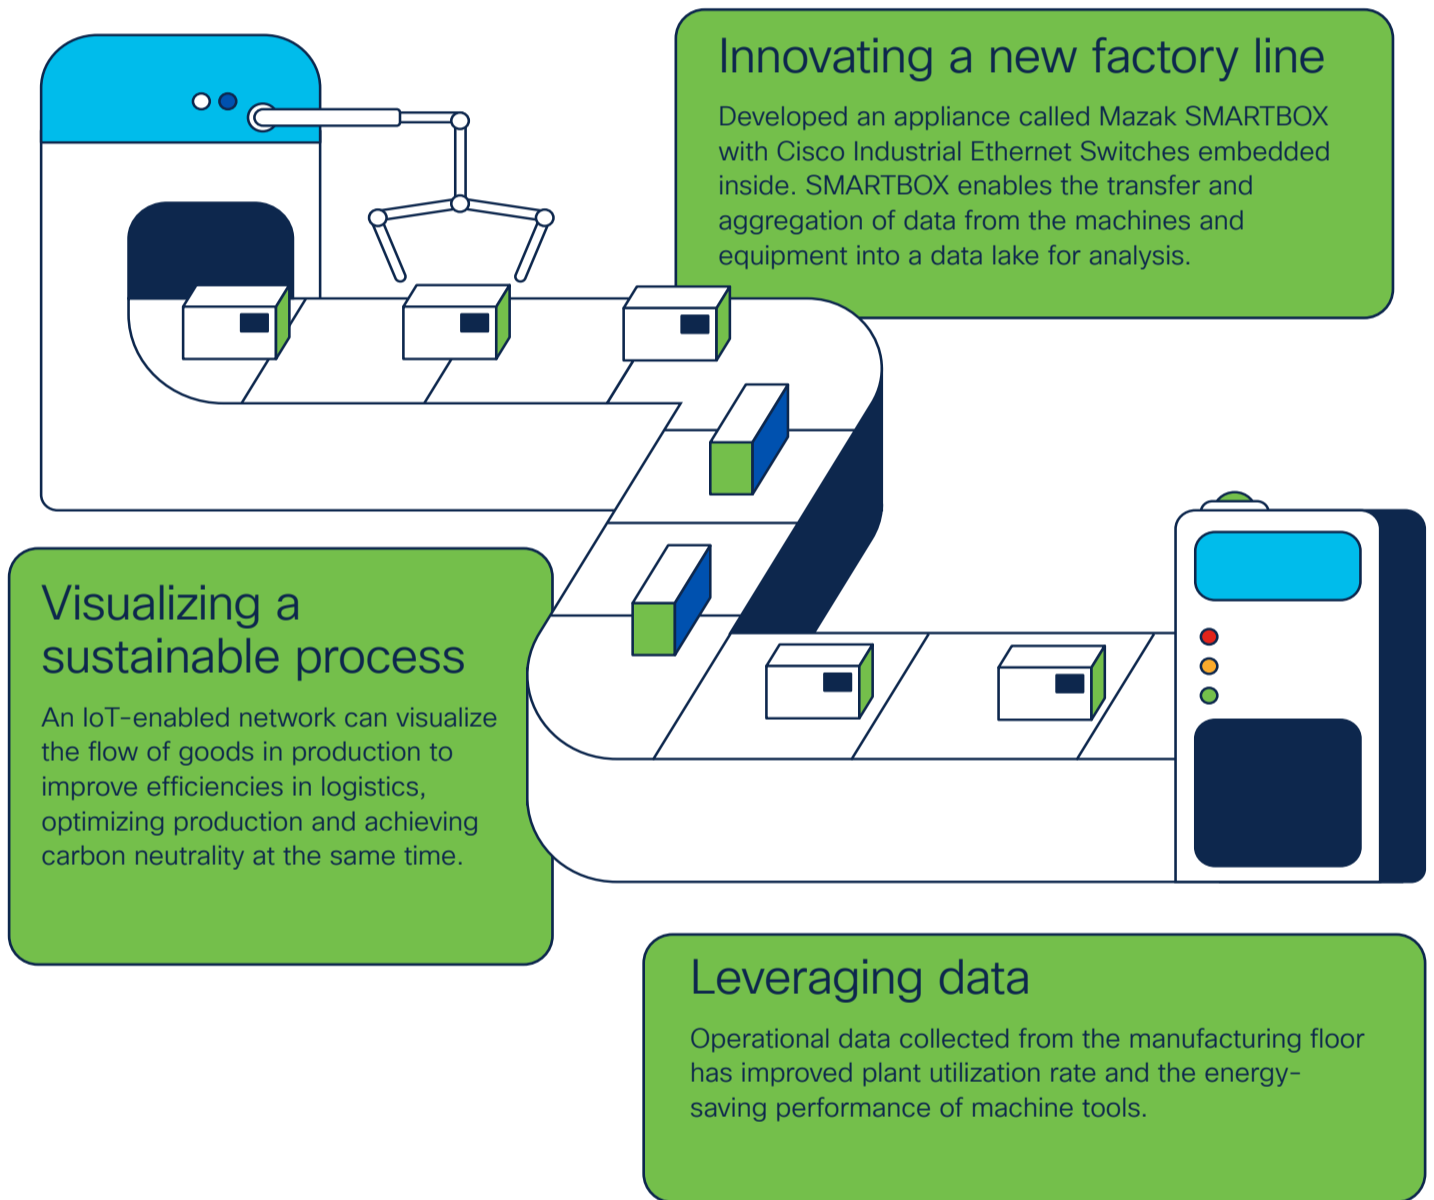 Innovating a new factory line
Developed an appliance called Mazak SMARTBOX
with Cisco Industrial Ethernet Switches embedded
inside. SMARTBOX enables the transfer and
aggregation of data from the machines and
equipment into a data lake for analysis.
Visualizing a
sustainable process
An IoT-enabled network can visualize
the flow of goods in production to
improve efficiencies in logistics,
optimizing production and achieving
carbon neutrality at the same time.
Leveraging data
Operational data collected from the manufacturing floor
has improved plant utilization rate and the energy-
saving performance of machine tools.